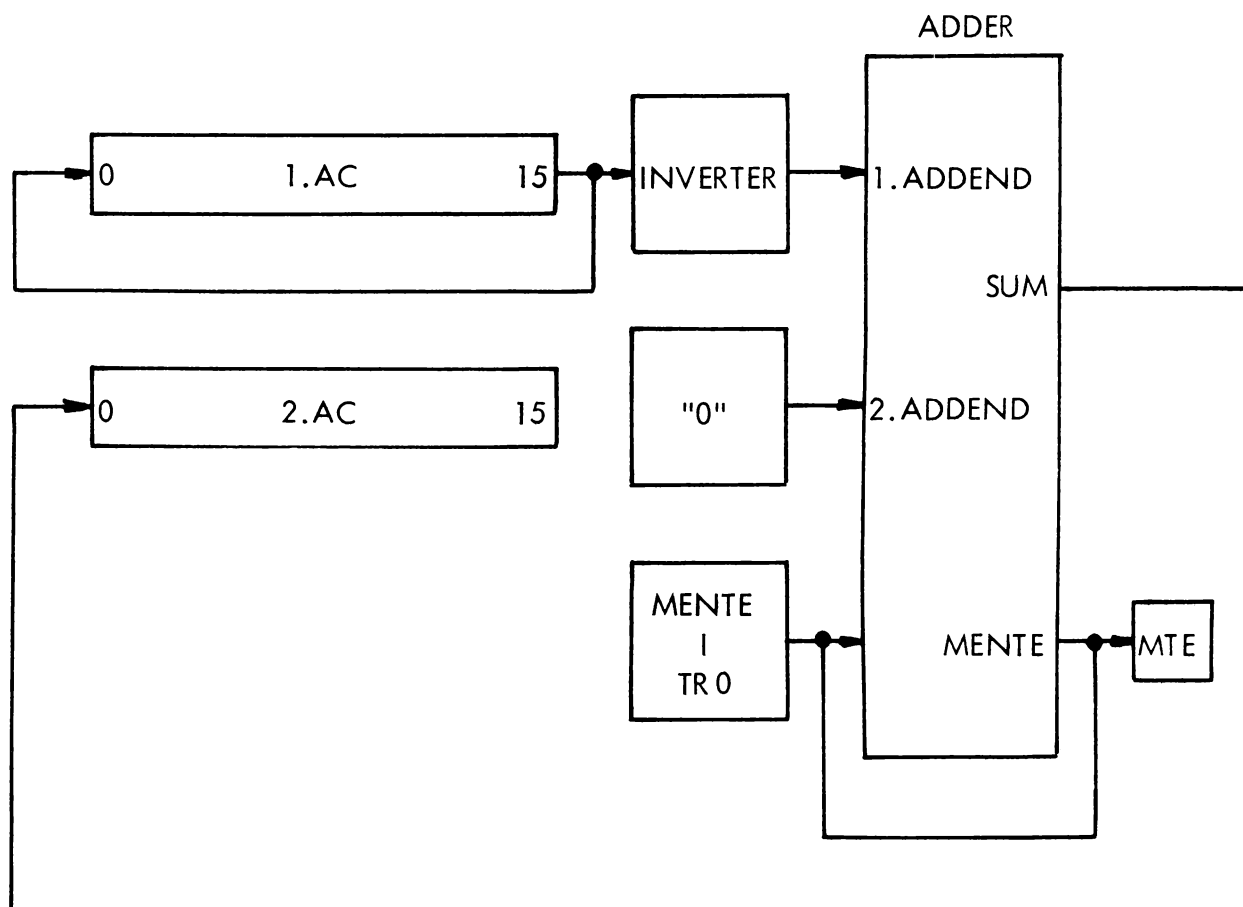 ADDER
0 1.AC 15
INVERTER
1.ADDEND
SUM
0 2.AC 15
"0"
2.ADDEND
MENTE
I
TR 0
MENTE
MTE